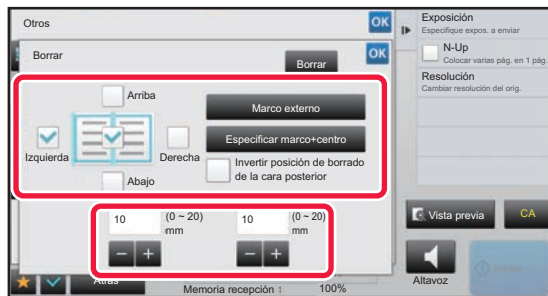 Otros
OK
Exposición
Especifique expos. a enviar
Borrar
Borrar
OK
N-Up
Colocar varias pág. en 1 pág.
Resolución
Cambiar resolución del orig.
Arriba
Marco externo
Especificar marco+centro
Izquierda
Derecha
Invertir posición de borrado
de la cara posterior
Abajo
10
(0 ~ 20)
mm
10
(0 ~ 20)
mm
− +
− +
Vista previa
CA
Atrás
Memoria recepción :
100%
Altavoz
Iniciar